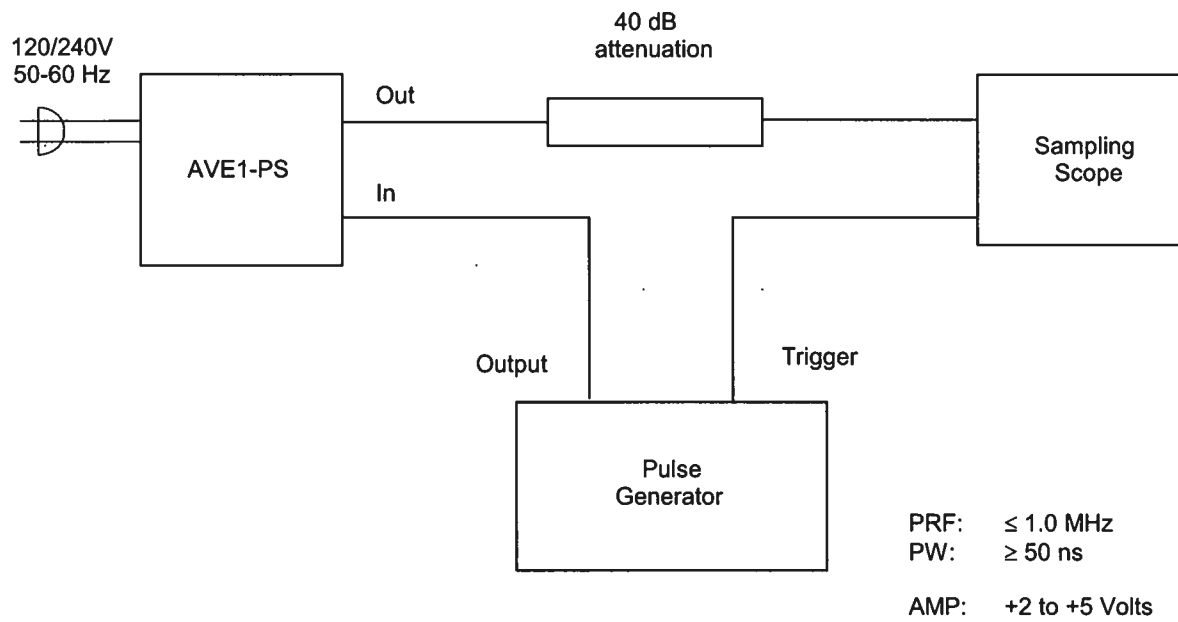 40 dB
attenuation
120/240V
50-60 Hz
Out
AVE1-PS
In
Sampling
Scope
Output
Trigger
Pulse
Generator
PRF: ≤ 1.0 MHz
PW: ≥ 50 ns
AMP: +2 to +5 Volts